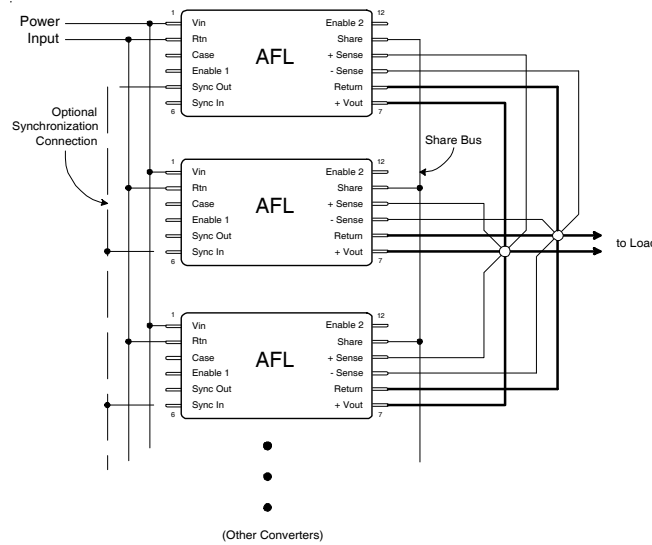 Power
Input
1
12
Vin
Enable 2
Rtn
Share
Case
AFL
+ Sense
Enable 1
- Sense
Sync Out
Return
Sync In
+ Vout
6
7
Optional
Synchronization
Connection
Share Bus
1
12
Vin
Enable 2
Rtn
Share
Case
AFL
+ Sense
Enable 1
- Sense
Sync Out
Return
Sync In
+ Vout
6
7
to Load
1
12
Vin
Enable 2
Rtn
Share
Case
AFL
+ Sense
Enable 1
- Sense
Sync Out
Return
Sync In
+ Vout
6
7
(Other Converters)